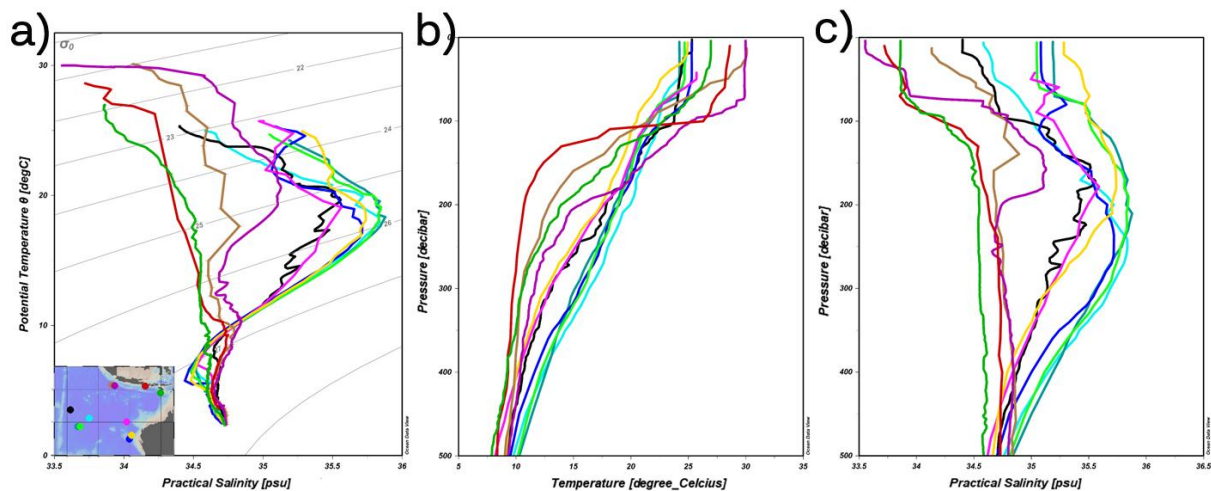 a)
b)
c)
σ₀
30
20
10
0
22
23
24
25
26
27
33.5 34 34.5 35 35.5 36
Potential Temperature θ [degC]
Practical Salinity [psu]
Ocean Data View
0
100
200
300
400
500
5 10 15 20 25 30 35
Pressure [decibar]
Temperature [degree_Celcius]
Ocean Data View
0
100
200
300
400
500
33.5 34 34.5 35 35.5 36 36.5
Pressure [decibar]
Practical Salinity [psu]
Ocean Data View